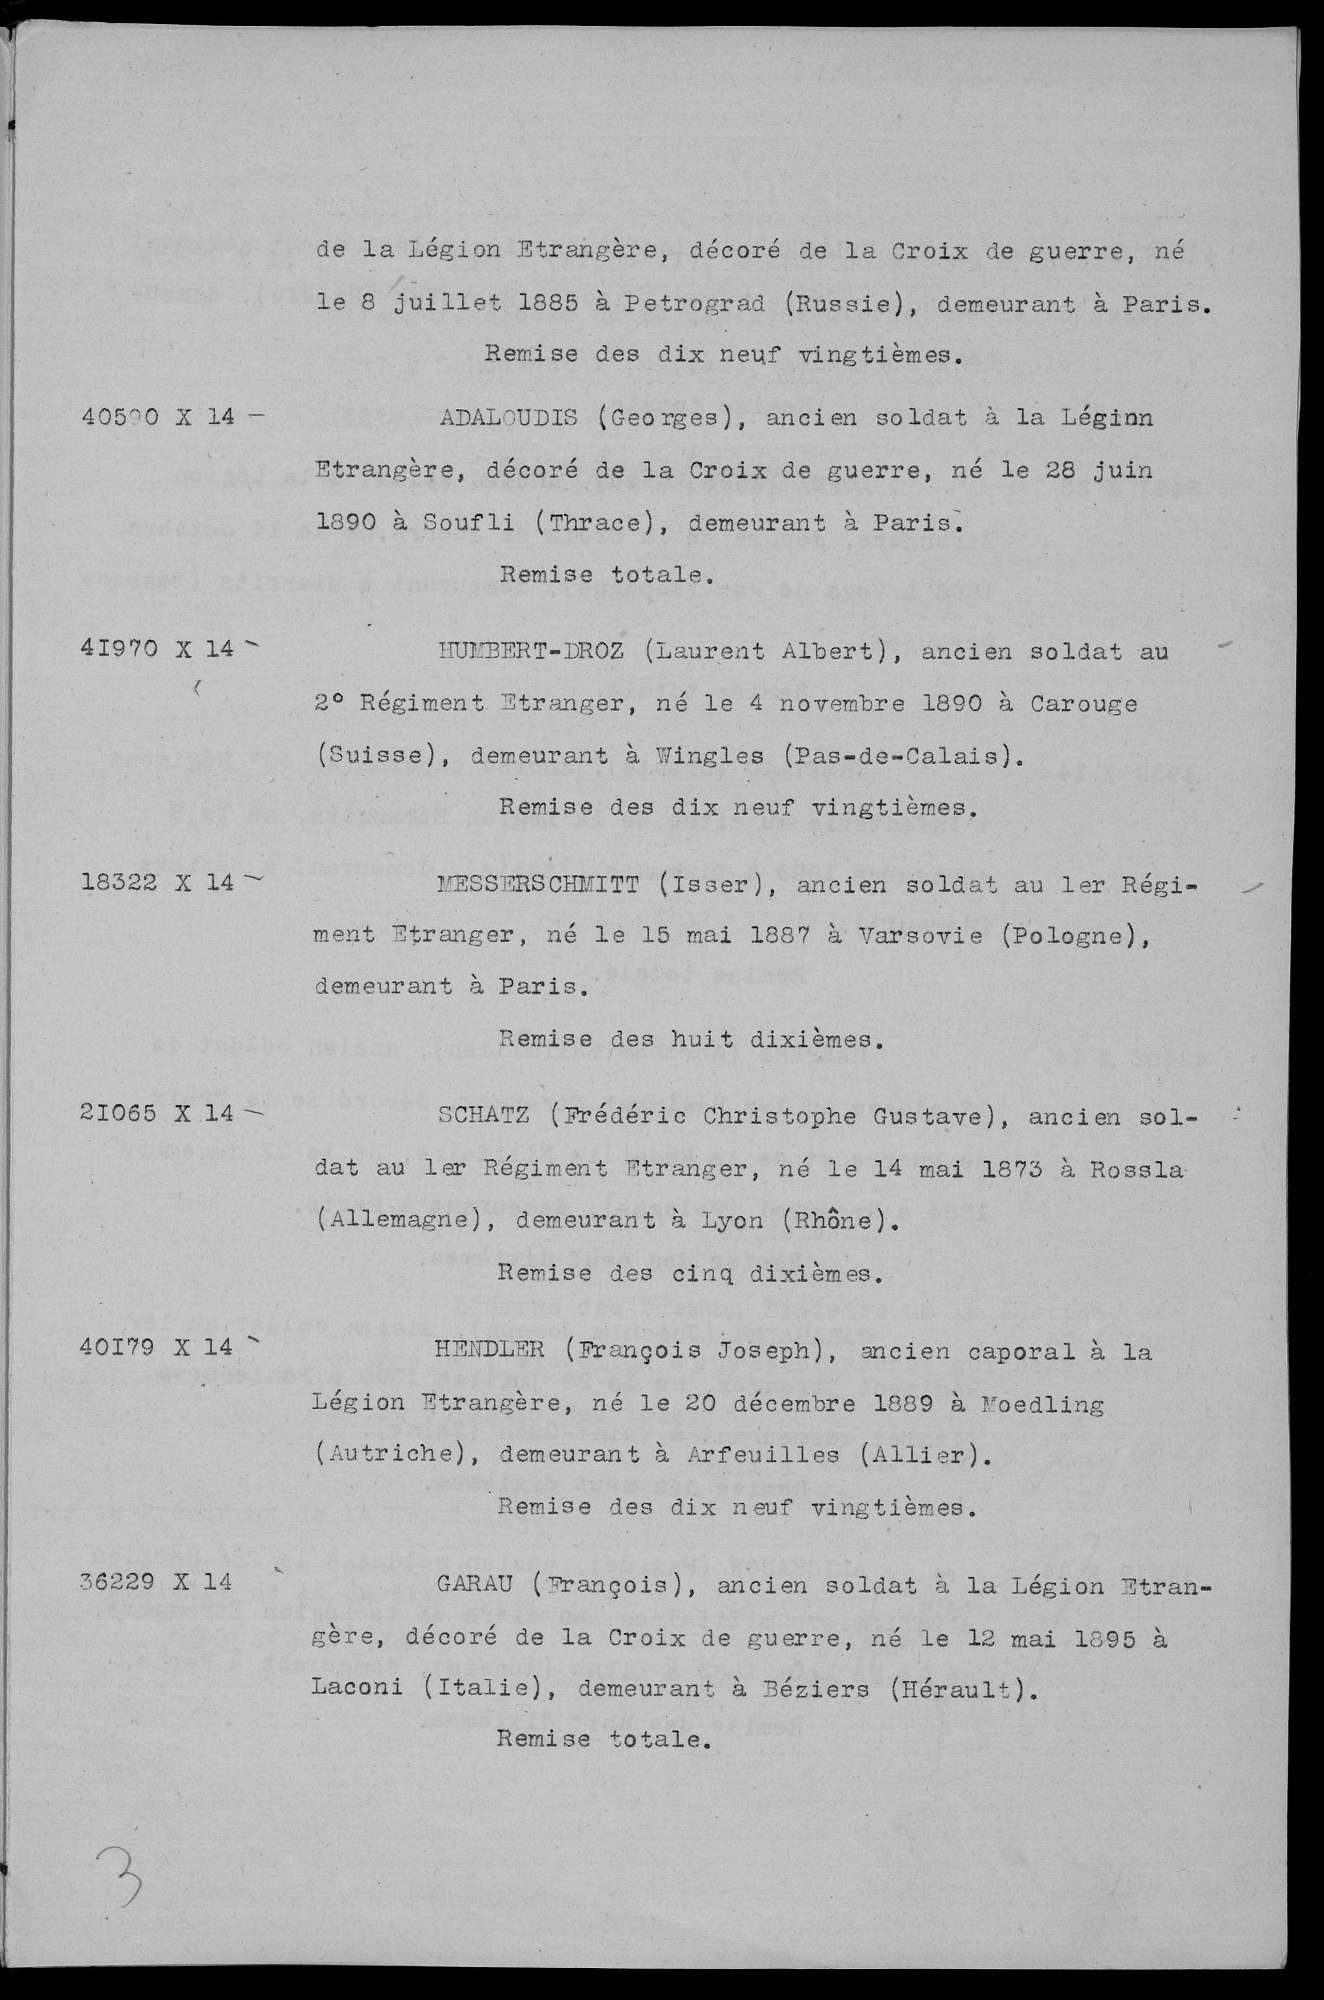 de la Légion Etrangère, décoré de la Croix de guerre, né
le 8 juillet 1885 à Petrograd (Russie), demeurant à Paris.
Remise des dix neuf vingtièmes.
40590 X 14 — ADALOUDIS (Georges), ancien soldat à la Légion
Etrangère, décoré de la Croix de guerre, né le 28 juin
1890 à Soufli (Thrace), demeurant à Paris.
Remise totale.
41970 X 14 HUMBERT-DROZ (Laurent Albert), ancien soldat au
2° Régiment Etranger, né le 4 novembre 1890 à Carouge
(Suisse), demeurant à Wingles (Pas-de-Calais).
Remise des dix neuf vingtièmes.
18322 X 14 MESSERSCHMITT (Isser), ancien soldat au 1er Régi-
ment Etranger, né le 15 mai 1887 à Varsovie (Pologne),
demeurant à Paris.
Remise des huit dixièmes.
21065 X 14 — SCHATZ (Frédéric Christophe Gustave), ancien sol-
dat au 1er Régiment Etranger, né le 14 mai 1873 à Rossla
(Allemagne), demeurant à Lyon (Rhône).
Remise des cinq dixièmes.
40179 X 14 HENDLER (François Joseph), ancien caporal à la
Légion Etrangère, né le 20 décembre 1889 à Moedling
(Autriche), demeurant à Arfeuilles (Allier).
Remise des dix neuf vingtièmes.
36229 X 14 GARAU (François), ancien soldat à la Légion Etran-
gère, décoré de la Croix de guerre, né le 12 mai 1895 à
Laconi (Italie), demeurant à Béziers (Hérault).
Remise totale.
3